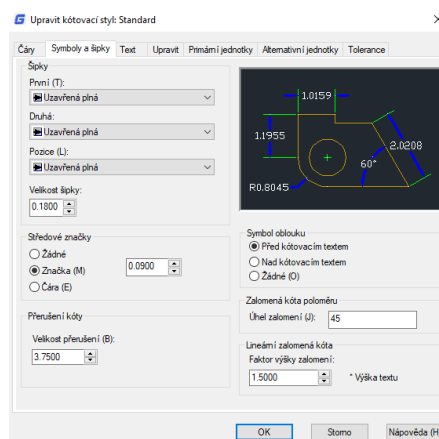 Upravit kótovací styl: Standard
Čáry
Symboly a šipky
Text
Upravit
Primární jednotky
Alternativní jednotky
Tolerance
Šipky
První (T):
Uzavřená plná
Druhá:
Uzavřená plná
Pozice (L):
Uzavřená plná
Velikost šipky:
0.1800
1.0159
1.1955
2.0208
60°
R0.8045
Středové značky
Žádné
Značka (M)
0.0900
Čára (E)
Symbol oblouku
Před kótovacím textem
Nad kótovacím textem
Žádné (O)
Přerušení kóty
Velikost přerušení (B):
3.7500
Zalomená kóta poloměru
Úhel zalomení (J):
45
Lineární zalomená kóta
Faktor výšky zalomení:
1.5000
* Výška textu
OK
Storno
Nápověda (H